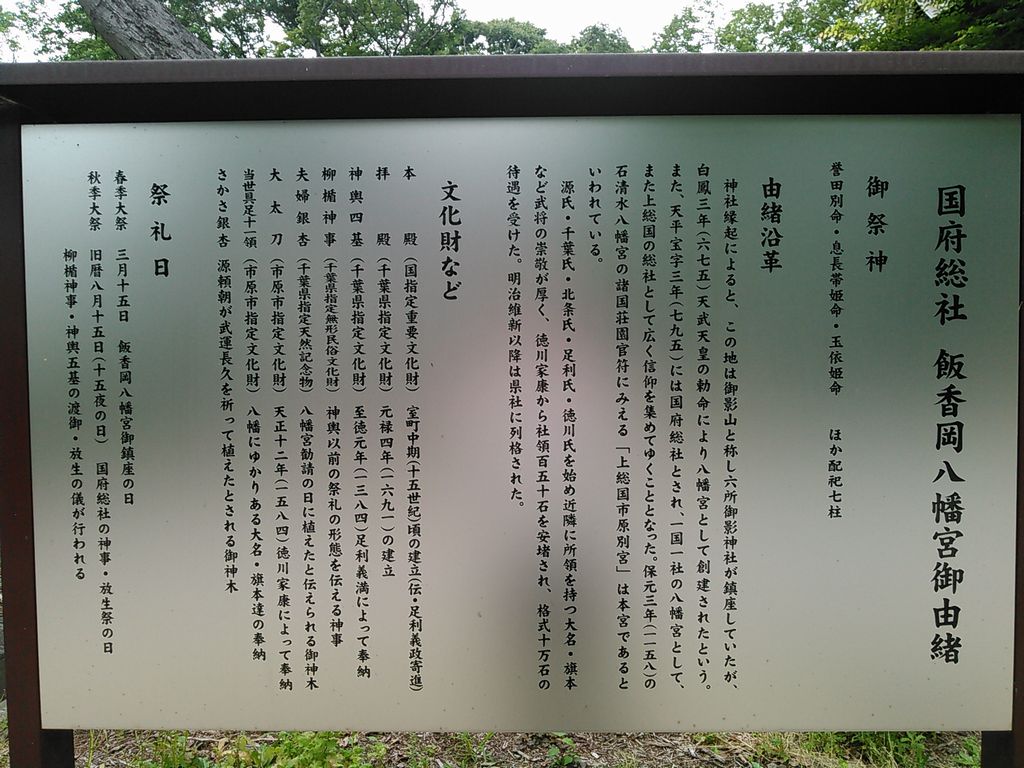 国府総社 飯香岡八幡宮御由緒
御祭神
誉田別命・息長帯姫命・玉依姫命 ほか配祀七柱
由緒沿革
神社縁起によると、この地は御影山と称し六所御影神社が鎮座していたが、
白鳳三年(六七五)天武天皇の勅命により八幡宮として創建されたという。
また、天平宝字三年(七九五)には国府総社とされ、一国一社の八幡宮として、
また上総国の総社として広く信仰を集めてゆくこととなった。保元三年(一一五八)の
石清水八幡宮の諸国荘園官符にみえる「上総国市原別宮」は本宮であると
いわれている。
源氏・千葉氏・北条氏・足利氏・徳川氏を始め近隣に所領を持つ大名・旗本
など武将の崇敬が厚く、徳川家康から社領百五十石を安堵され、格式十万石の
待遇を受けた。明治維新以降は県社に列格された。
文化財など
本殿 (国指定重要文化財) 室町中期(十五世紀)頃の建立(伝・足利義政寄進)
拝殿 (千葉県指定文化財) 元禄四年(一六九一)の建立
神輿四基 (千葉県指定文化財) 至徳元年(一三八四)足利義満によって奉納
柳楯神事 (千葉県指定無形民俗文化財) 神輿以前の祭礼の形態を伝える神事
夫婦銀杏 (千葉県指定天然記念物) 八幡宮勧請の日に植えたと伝えられる御神木
大太刀 (市原市指定文化財) 天正十二年(一五八四)徳川家康によって奉納
当世具足十一領 (市原市指定文化財) 八幡にゆかりある大名・旗本達の奉納
さかさ銀杏 源頼朝が武運長久を祈って植えたとされる御神木
祭礼日
春季大祭 三月十五日 飯香岡八幡宮御鎮座の日
秋季大祭 旧暦八月十五日(十五夜の日) 国府総社の神事・放生祭の日
柳楯神事・神輿五基の渡御・放生の儀が行われる